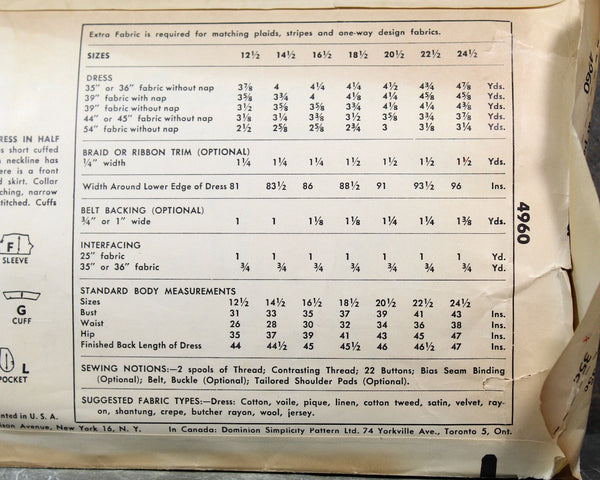 Extra Fabric is required for matching plaids, stripes and one-way design fabrics.
SIZES 12½ 14½ 16½ 18½ 20½ 22½ 24½
DRESS
35" or 36" fabric without nap 3⅞ 4 4¼ 4¼ 4½ 4¾ 4⅞ Yds.
39" fabric with nap 3⅝ 3¾ 4 4⅛ 4¼ 4⅝ 4⅝ Yds.
39" fabric without nap 3½ 3⅝ 3⅝ 3¾ 4⅛ 4¼ 4⅜ Yds.
44" or 45" fabric without nap 3⅛ 3¼ 3⅜ 3½ 3⅝ 3¾ 3⅞ Yds.
54" fabric without nap 2½ 2⅝ 2⅝ 2¾ 3 3⅛ 3¼ Yds.
BRAID OR RIBBON TRIM (OPTIONAL)
¼" width 1¼ 1¼ 1¼ 1½ 1½ 1½ 1½ Yds.
Width Around Lower Edge of Dress 81 83½ 86 88½ 91 93½ 96 Ins.
BELT BACKING (OPTIONAL)
¾" or 1" wide 1 1 1⅛ 1⅛ 1¼ 1¼ 1⅜ Yds.
INTERFACING
25" fabric 1 1 1 1 1 1 1 Yd.
35" or 36" fabric ¾ ¾ ¾ ¾ ¾ ¾ ¾ Yd.
STANDARD BODY MEASUREMENTS
Sizes 12½ 14½ 16½ 18½ 20½ 22½ 24½
Bust 31 33 35 37 39 41 43 Ins.
Waist 26 28 30 32 34 36 38 Ins.
Hip 35 37 39 41 43 45 47 Ins.
Finished Back Length of Dress 44 44½ 45 45½ 46 46½ 47 Ins.
SEWING NOTIONS:—2 spools of Thread; Contrasting Thread; 22 Buttons; Bias Seam Binding
(Optional); Belt, Buckle (Optional); Tailored Shoulder Pads (Optional).
SUGGESTED FABRIC TYPES:—Dress: Cotton, voile, pique, linen, cotton tweed, satin, velvet, ray-
on, shantung, crepe, butcher rayon, wool, jersey.
In Canada: Dominion Simplicity Pattern Ltd. 74 Yorkville Ave., Toronto 5, Ont.
RESS IN HALF
s short cuffed
neckline has
ere is a front
d skirt. Collar
ching, narrow
titched. Cuffs
F
SLEEVE
G
CUFF
L
POCKET
nted in U. S. A.
ison Avenue, New York 16, N. Y.
4960
4960
35c